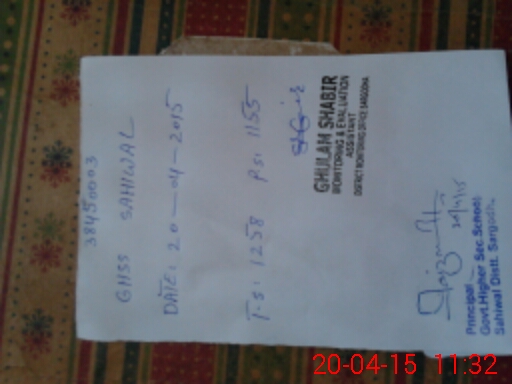 38450003
GHSS SAHIWAL
DATE: 20-04-2015
T.S: 1258 P.S: 1155
GHULAM SHABIR
MONITORING & EVALUATION
ASSISTANT
DISTRICT MONITORING OFFICE SARGODHA
Principal
Govt.Higher Sec.School
Sahiwal Distt. Sargodh.
20-04-15 11:32